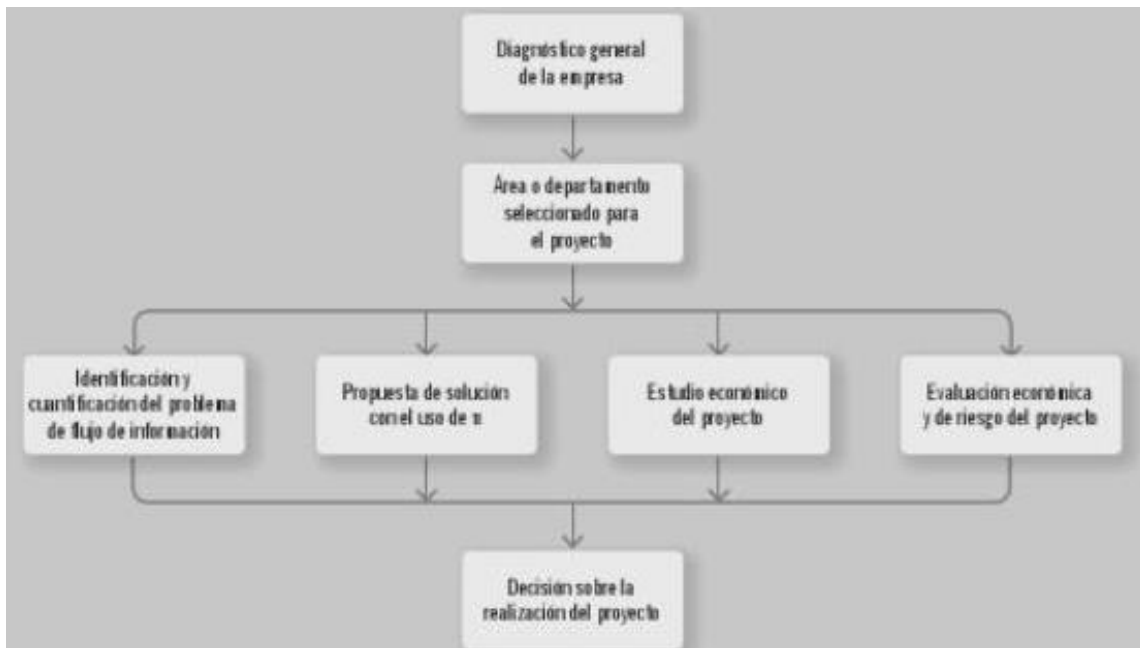 Diagnóstico general
de la empresa
Área o departamento
seleccionado para
el proyecto
Identificación y
cuantificación del problema
de flujo de información
Propuesta de solución
con el uso de
Estudio económico
del proyecto
Evaluación económica
y de riesgo del proyecto
Decisión sobre la
realización del proyecto